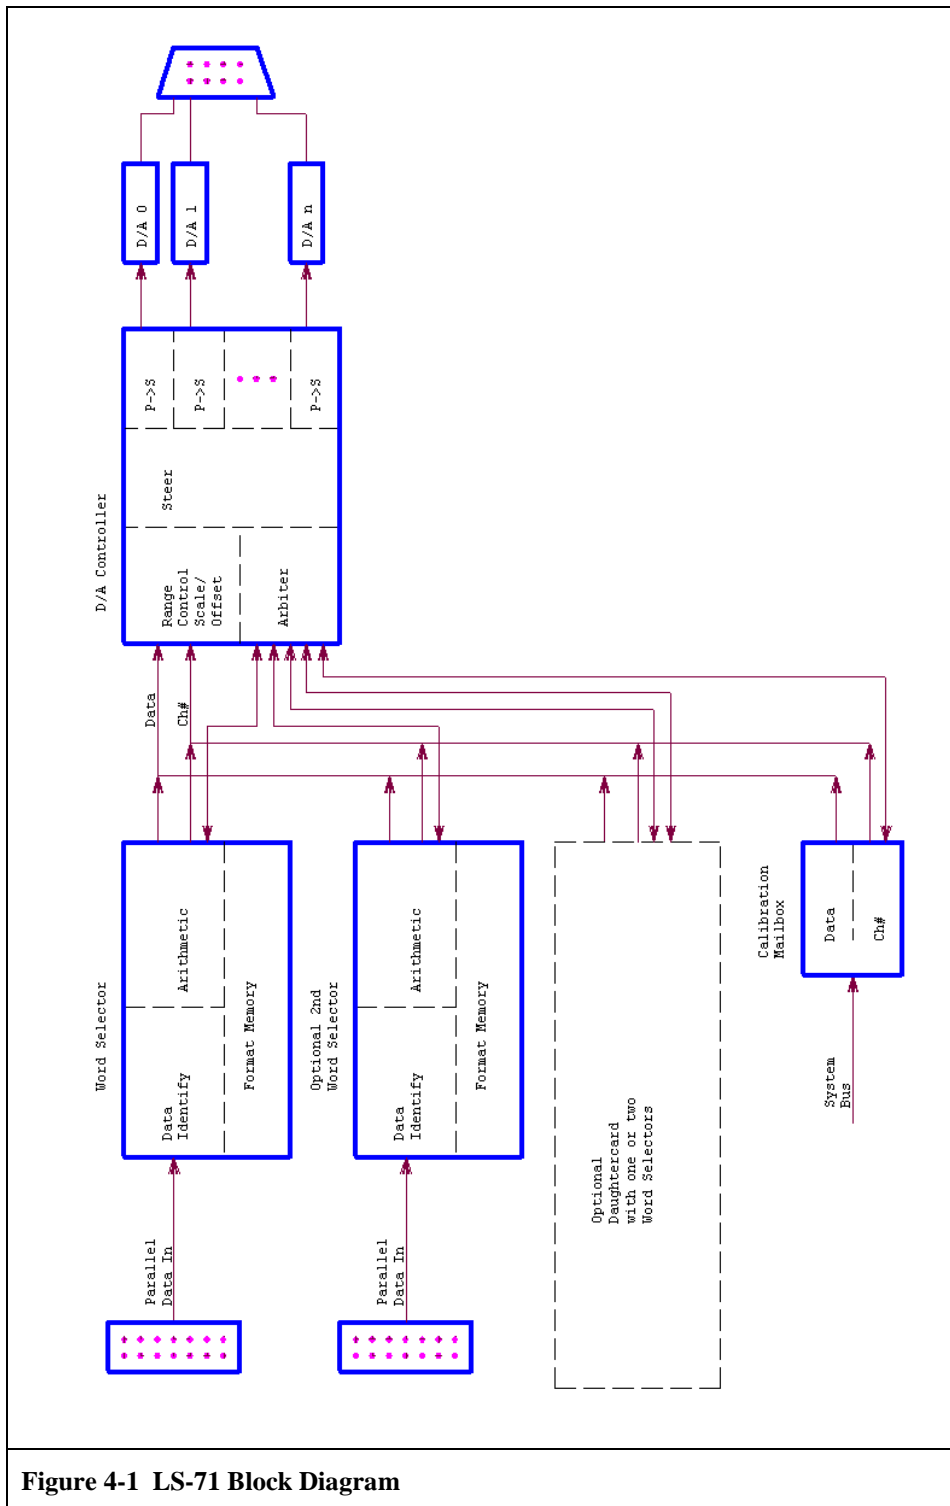 D/A 0
D/A 1
D/A n
D/A Controller
P->S
P->S
P->S
Steer
Range
Control
Scale/
Offset
Arbiter
Data
Ch#
Word Selector
Data
Identify
Arithmetic
Format Memory
Optional 2nd
Word Selector
Data
Identify
Arithmetic
Format Memory
Optional
Daughtercard
with one or two
Word Selectors
Calibration
Mailbox
Data
Ch#
System
Bus
Parallel
Data In
Parallel
Data In
Figure 4-1 LS-71 Block Diagram